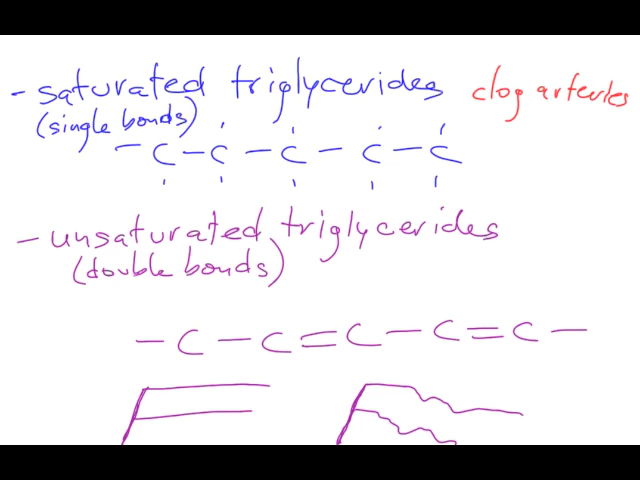 - saturated triglycerides clog arteries
(single bonds)
- C - C - C - C - C
- unsaturated triglycerides
(double bonds)
- C - C = C - C = C -